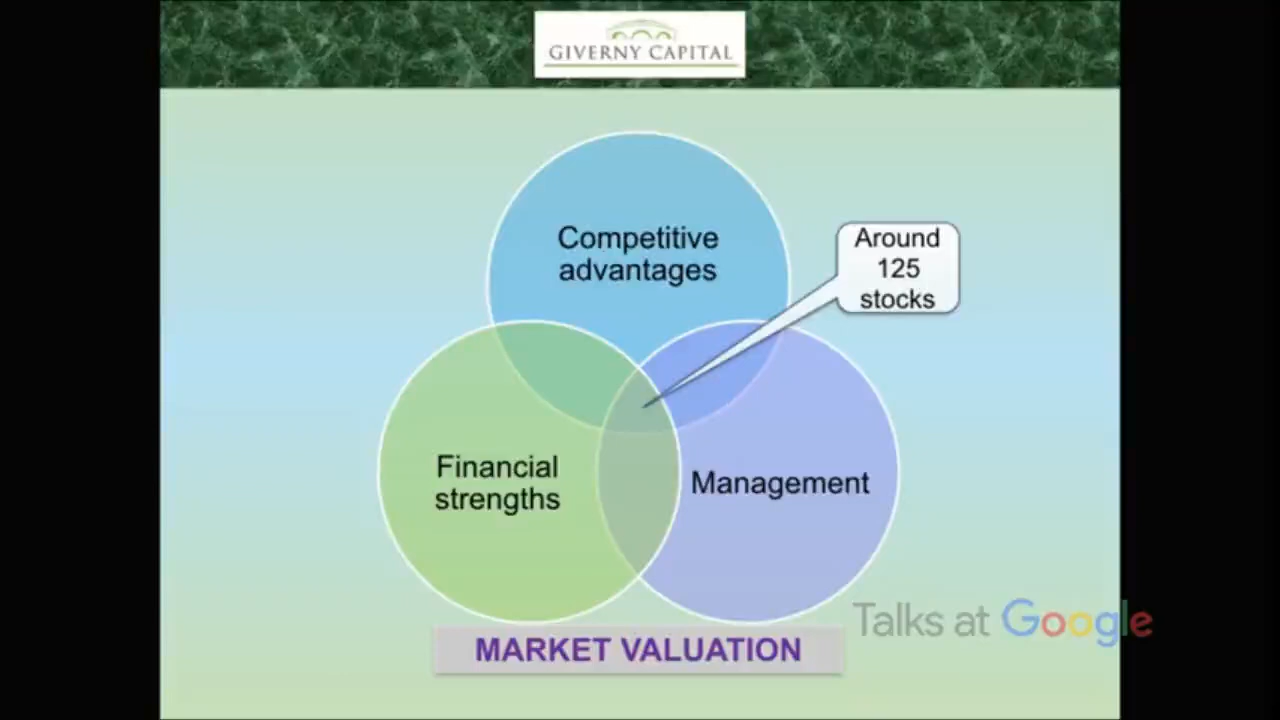 GIVERNY CAPITAL
Competitive
advantages
Around
125
stocks
Financial
strengths
Management
Talks at Google
MARKET VALUATION